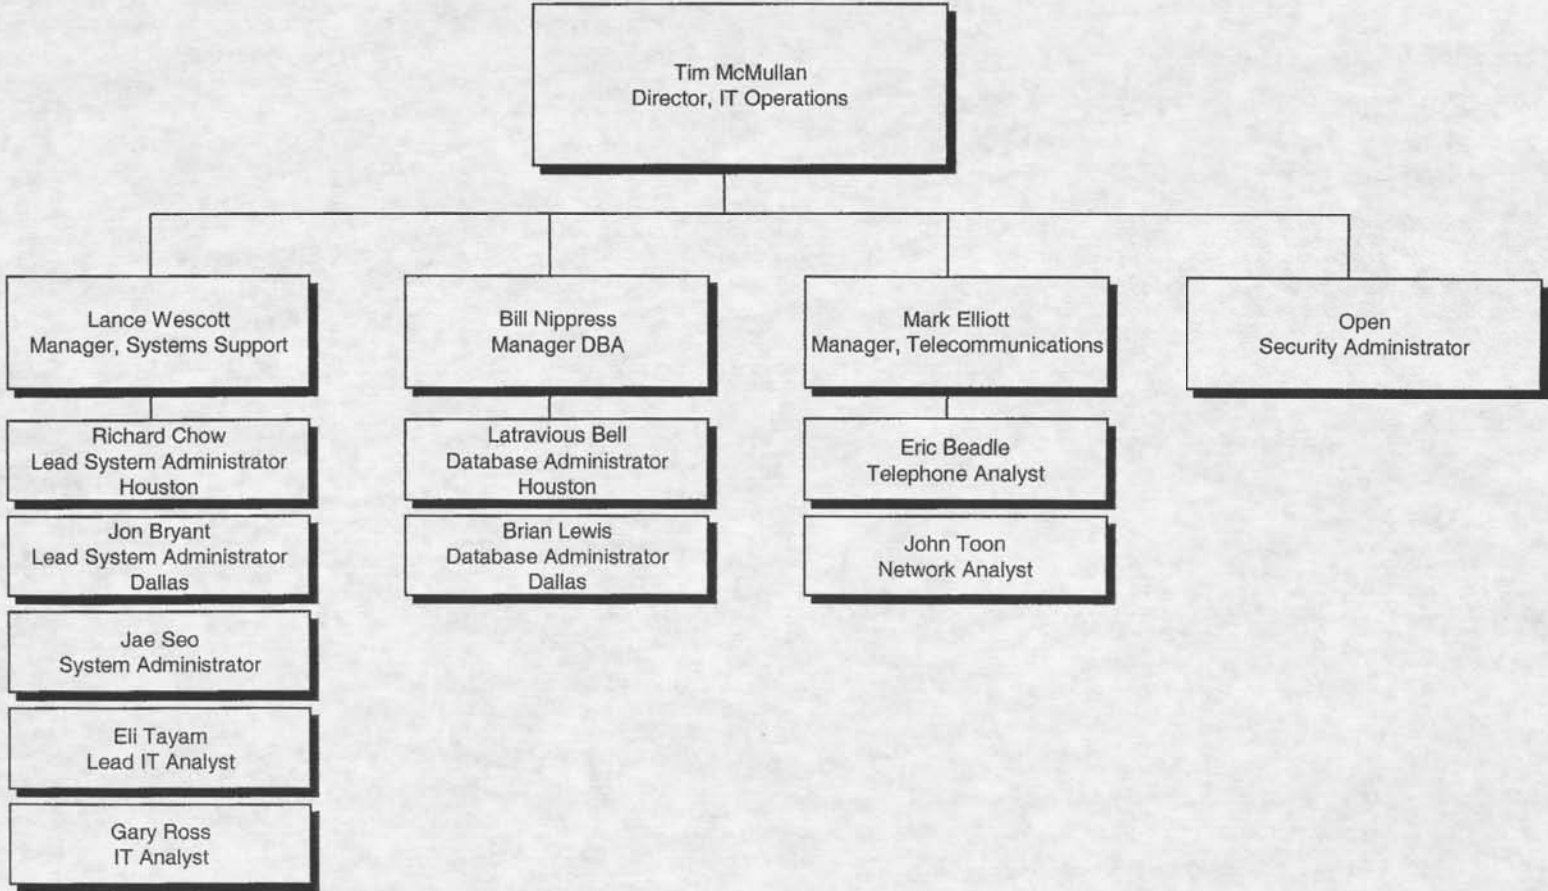 Tim McMullan
Director, IT Operations
Lance Wescott
Manager, Systems Support
Bill Nippress
Manager DBA
Mark Elliott
Manager, Telecommunications
Open
Security Administrator
Richard Chow
Lead System Administrator
Houston
Jon Bryant
Lead System Administrator
Dallas
Jae Seo
System Administrator
Eli Tayam
Lead IT Analyst
Gary Ross
IT Analyst
Latravious Bell
Database Administrator
Houston
Brian Lewis
Database Administrator
Dallas
Eric Beadle
Telephone Analyst
John Toon
Network Analyst